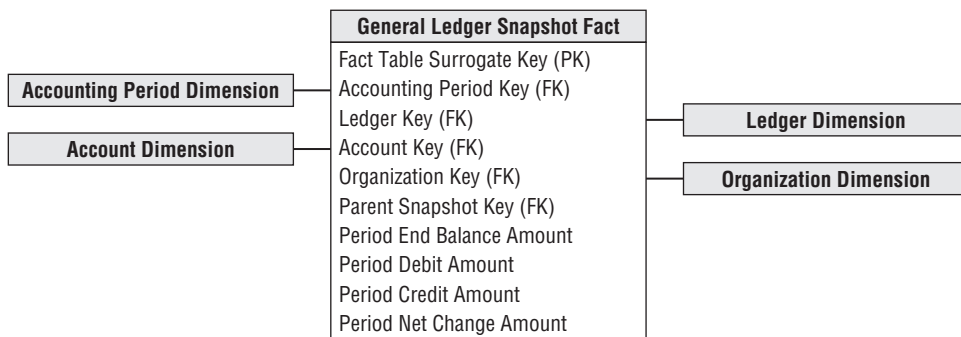 General Ledger Snapshot Fact
Fact Table Surrogate Key (PK)
Accounting Period Key (FK)
Ledger Key (FK)
Account Key (FK)
Organization Key (FK)
Parent Snapshot Key (FK)
Period End Balance Amount
Period Debit Amount
Period Credit Amount
Period Net Change Amount
Accounting Period Dimension
Account Dimension
Ledger Dimension
Organization Dimension